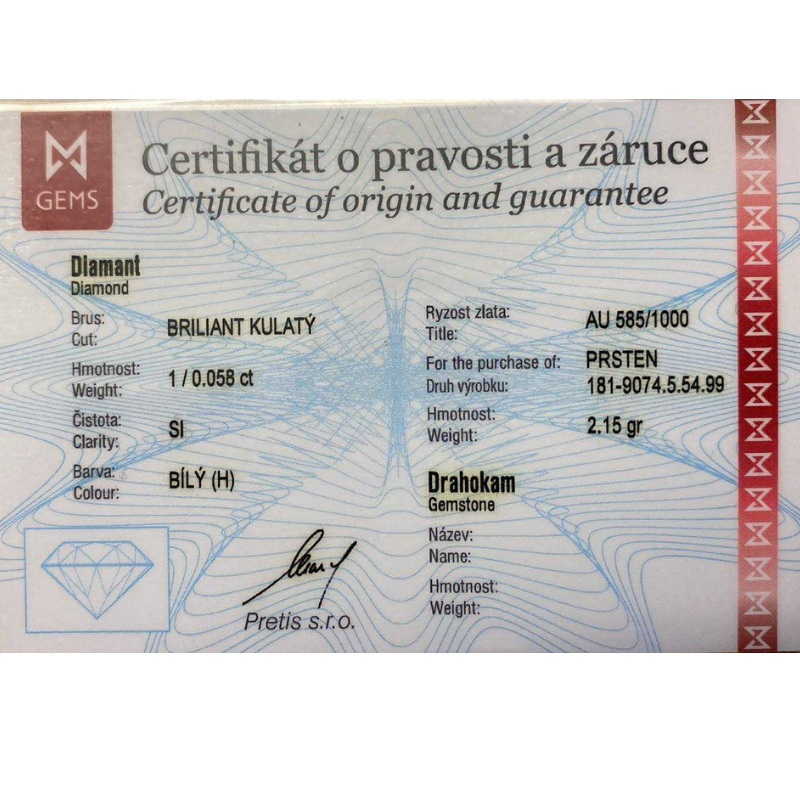 GEMS
Certifikát o pravosti a záruce
Certificate of origin and guarantee
Diamant
Diamond
Brus:
Cut:
BRILIANT KULATÝ
Hmotnost:
Weight:
1 / 0.058 ct
Čistota:
Clarity:
SI
Barva:
Colour:
BÍLÝ (H)
Ryzost zlata:
Title:
AU 585/1000
For the purchase of:
Druh výrobku:
PRSTEN
181-9074.5.54.99
Hmotnost:
Weight:
2.15 gr
Drahokam
Gemstone
Název:
Name:
Hmotnost:
Weight:
Pretis s.r.o.